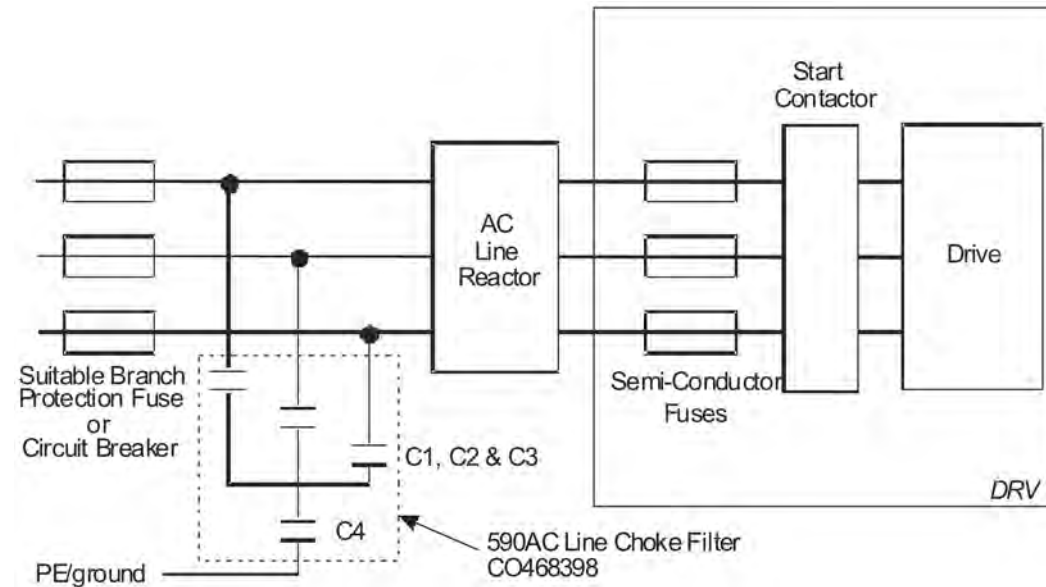 Start
Contactor
AC
Line
Reactor
Drive
Suitable Branch
Protection Fuse
or
Circuit Breaker
Semi-Conductor
Fuses
C1, C2 & C3
DRV
C4
590AC Line Choke Filter
CO468398
PE/ground